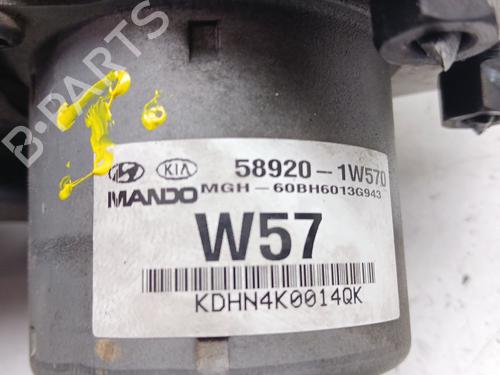 B-PARTS
KIA 58920-1W570
MANDO MGH-60BH6013G943
W57
KDHN4K0014QK